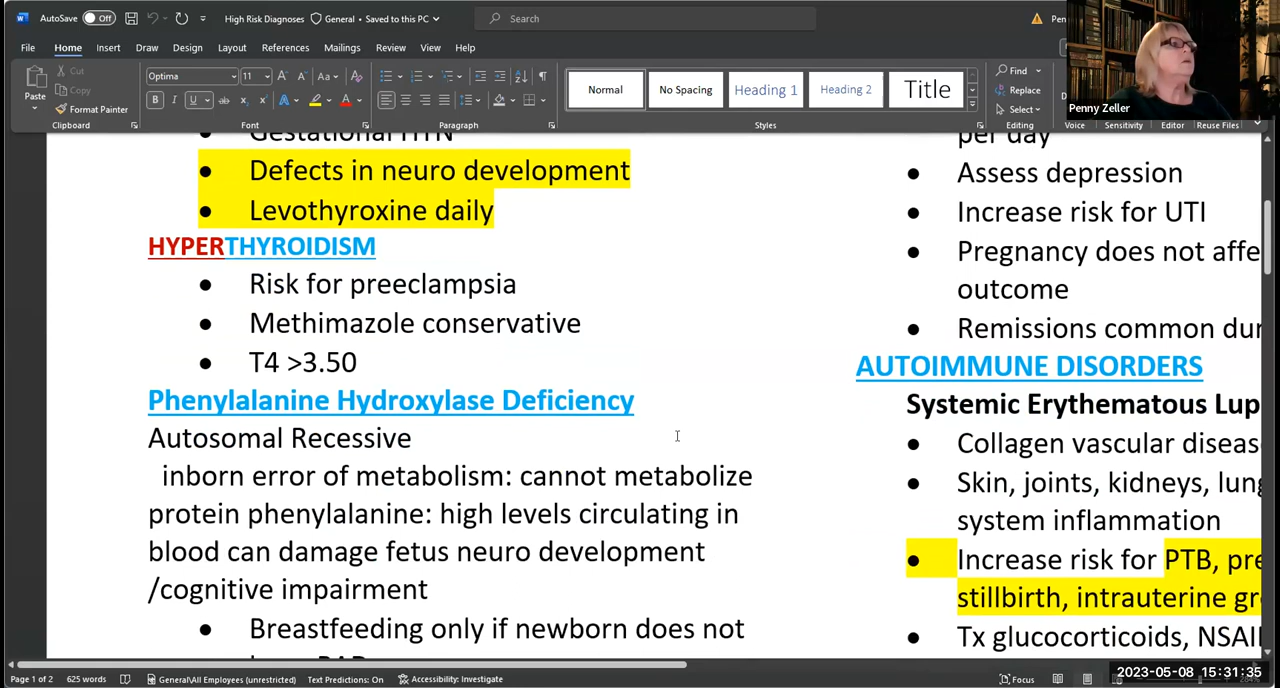 AutoSave Off High Risk Diagnoses General • Saved to this PC Search Pen
File Home Insert Draw Design Layout References Mailings Review View Help
Paste Cut Copy Format Painter
Optima 11
Normal No Spacing Heading 1 Heading 2 Title
Find Replace Select
Clipboard Font Paragraph Styles Editing Voice Sensitivity Editor Reuse Files
Penny Zeller
Gestational HTN
• Defects in neuro development
• Levothyroxine daily
HYPERTHYROIDISM
• Risk for preeclampsia
• Methimazole conservative
• T4 >3.50
Phenylalanine Hydroxylase Deficiency
Autosomal Recessive
inborn error of metabolism: cannot metabolize
protein phenylalanine: high levels circulating in
blood can damage fetus neuro development
/cognitive impairment
• Breastfeeding only if newborn does not
per day
• Assess depression
• Increase risk for UTI
• Pregnancy does not affe
outcome
• Remissions common dur
AUTOIMMUNE DISORDERS
Systemic Erythematous Lup
• Collagen vascular diseas
• Skin, joints, kidneys, lung
system inflammation
• Increase risk for PTB, pre
stillbirth, intrauterine gr
• Tx glucocorticoids, NSAI
Page 1 of 2 625 words General\All Employees (unrestricted) Text Predictions: On Accessibility: Investigate Focus
2023-05-08 15:31:35